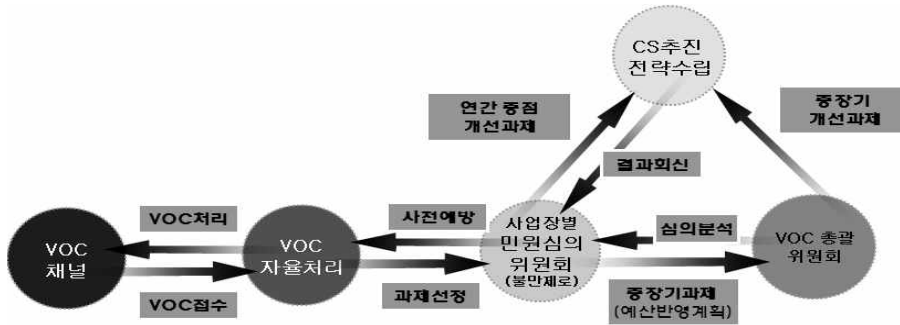 CS추진
전략수립
연간 중점
개선과제
중장기
개선과제
결과회신
VOC처리
사전예방
사업장별
민원심의
위원회
(불만제로)
심의분석
VOC
채널
VOC
자율처리
VOC 총괄
위원회
VOC접수
과제선정
중장기과제
(예산반영계획)